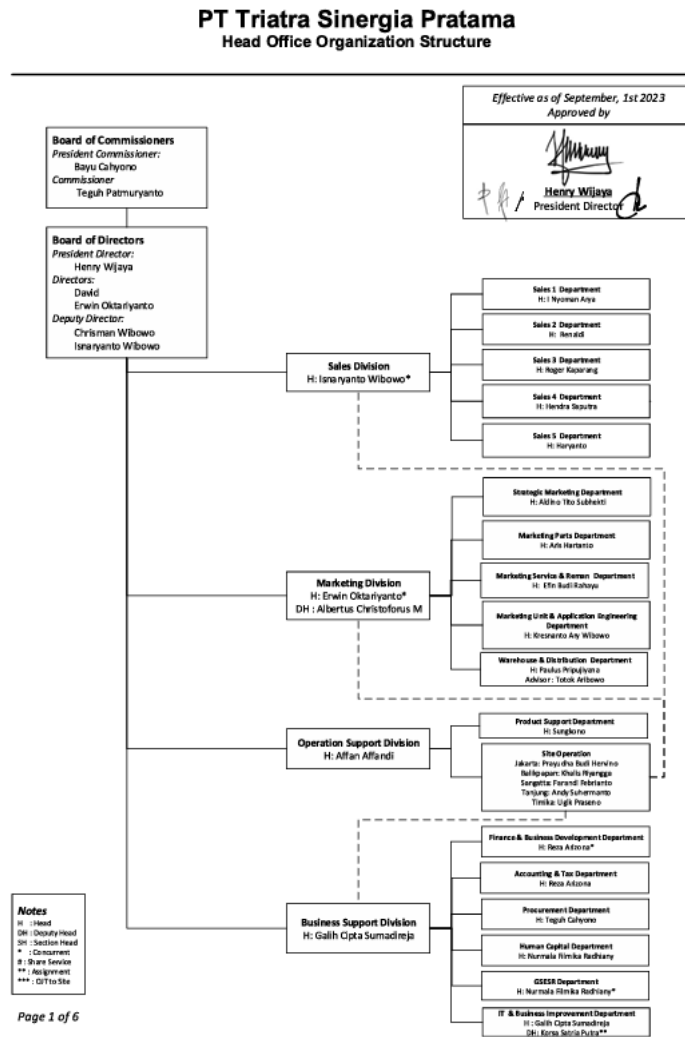 PT Triatra Sinergia Pratama
Head Office Organization Structure
Effective as of September, 1st 2023
Approved by
Henry Wijaya
President Director
Board of Commissioners
President Commissioner:
Bayu Cahyono
Commissioner
Teguh Patmuryanto
Board of Directors
President Director:
Henry Wijaya
Directors:
David
Erwin Oktariyanto
Deputy Director:
Chrisman Wibowo
Isnaryanto Wibowo
Sales Division
H: Isnaryanto Wibowo*
Sales 1 Department
H: I Nyoman Arya
Sales 2 Department
H: Renaldi
Sales 3 Department
H: Roger Kaparang
Sales 4 Department
H: Hendra Saputra
Sales 5 Department
H: Haryanto
Marketing Division
H: Erwin Oktariyanto*
DH : Albertus Christoforus M
Strategic Marketing Department
H: Aldino Tito Subhekti
Marketing Parts Department
H: Aris Hartanto
Marketing Service & Reman Department
H: Efin Budi Rahayu
Marketing Unit & Application Engineering
Department
H: Kresnanto Ary Wibowo
Warehouse & Distribution Department
H: Paulus Pripujiyana
Advisor : Totok Aribowo
Operation Support Division
H: Affan Affandi
Product Support Department
H: Sungkono
Site Operation
Jakarta: Prayudha Budi Hervino
Balikpapan: Khalis Riyangga
Sangatta: Farandi Febrianto
Tanjung: Andy Suhermanto
Timika: Ugik Praseno
Business Support Division
H: Galih Cipta Sumadireja
Finance & Business Development Department
H: Reza Arizona*
Accounting & Tax Department
H: Reza Arizona
Procurement Department
H: Teguh Cahyono
Human Capital Department
H: Nurmala Filmika Radhiany
GSESR Department
H: Nurmala Filmika Radhiany*
IT & Business Improvement Department
H : Galih Cipta Sumadireja
DH: Korsa Satria Putra**
Notes
H : Head
DH : Deputy Head
SH : Section Head
* : Concurrent
# : Share Service
** : Assignment
*** : OJT to Site
Page 1 of 6